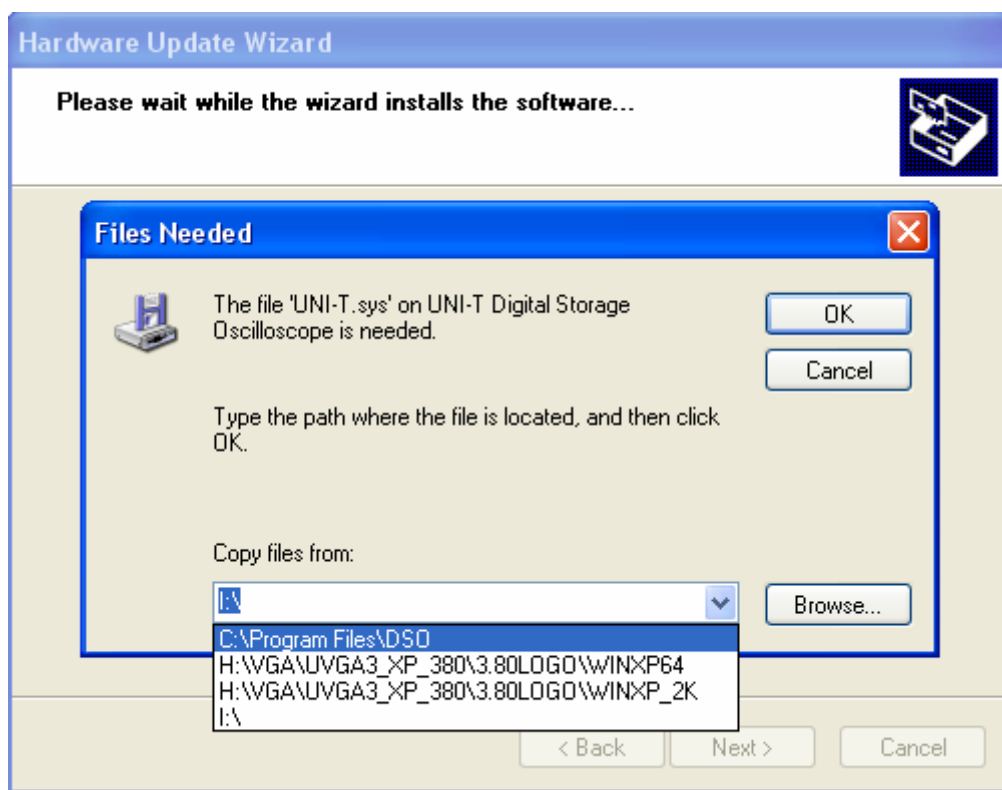 Hardware Update Wizard
Please wait while the wizard installs the software...
Files Needed
The file 'UNI-T.sys' on UNI-T Digital Storage
Oscilloscope is needed.
OK
Cancel
Type the path where the file is located, and then click
OK.
Copy files from:
I:\
Browse...
C:\Program Files\DSO
H:\VGA\UVGA3_XP_380\3.80LOGO\WINXP64
H:\VGA\UVGA3_XP_380\3.80LOGO\WINXP_2K
I:\
< Back
Next >
Cancel